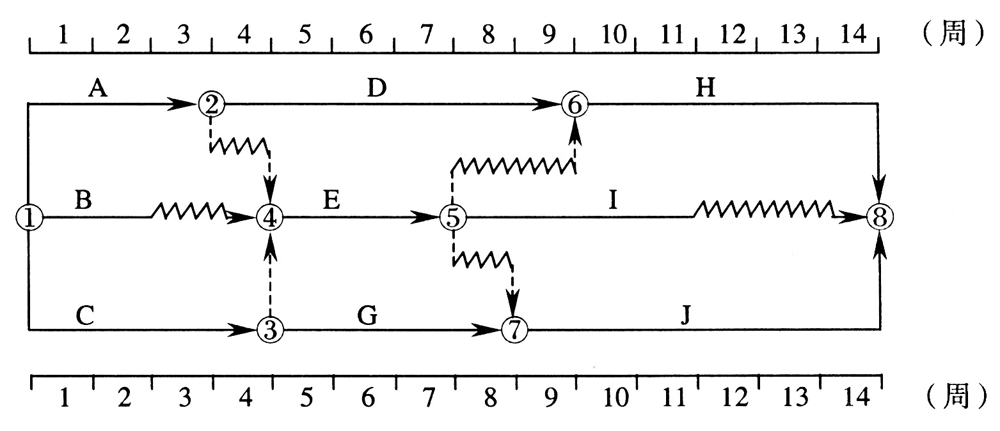 1 2 3 4 5 6 7 8 9 10 11 12 13 14 （周）
A D H
② ⑥
B E I
① ④ ⑤ ⑧
C G J
③ ⑦
1 2 3 4 5 6 7 8 9 10 11 12 13 14 （周）